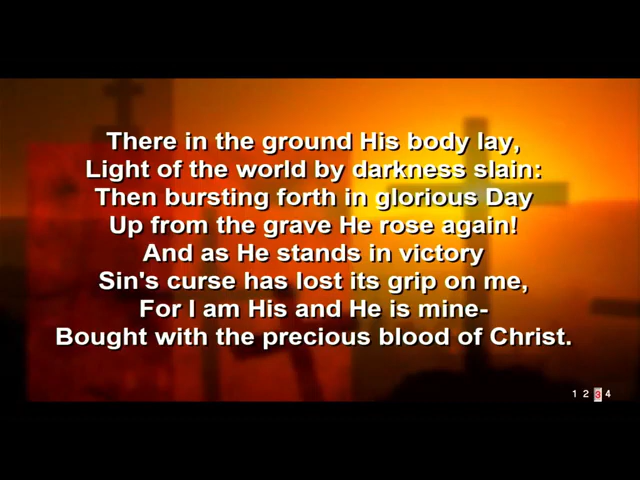 There in the ground His body lay,
Light of the world by darkness slain:
Then bursting forth in glorious Day
Up from the grave He rose again!
And as He stands in victory
Sin's curse has lost its grip on me,
For I am His and He is mine-
Bought with the precious blood of Christ.
1 2 3 4